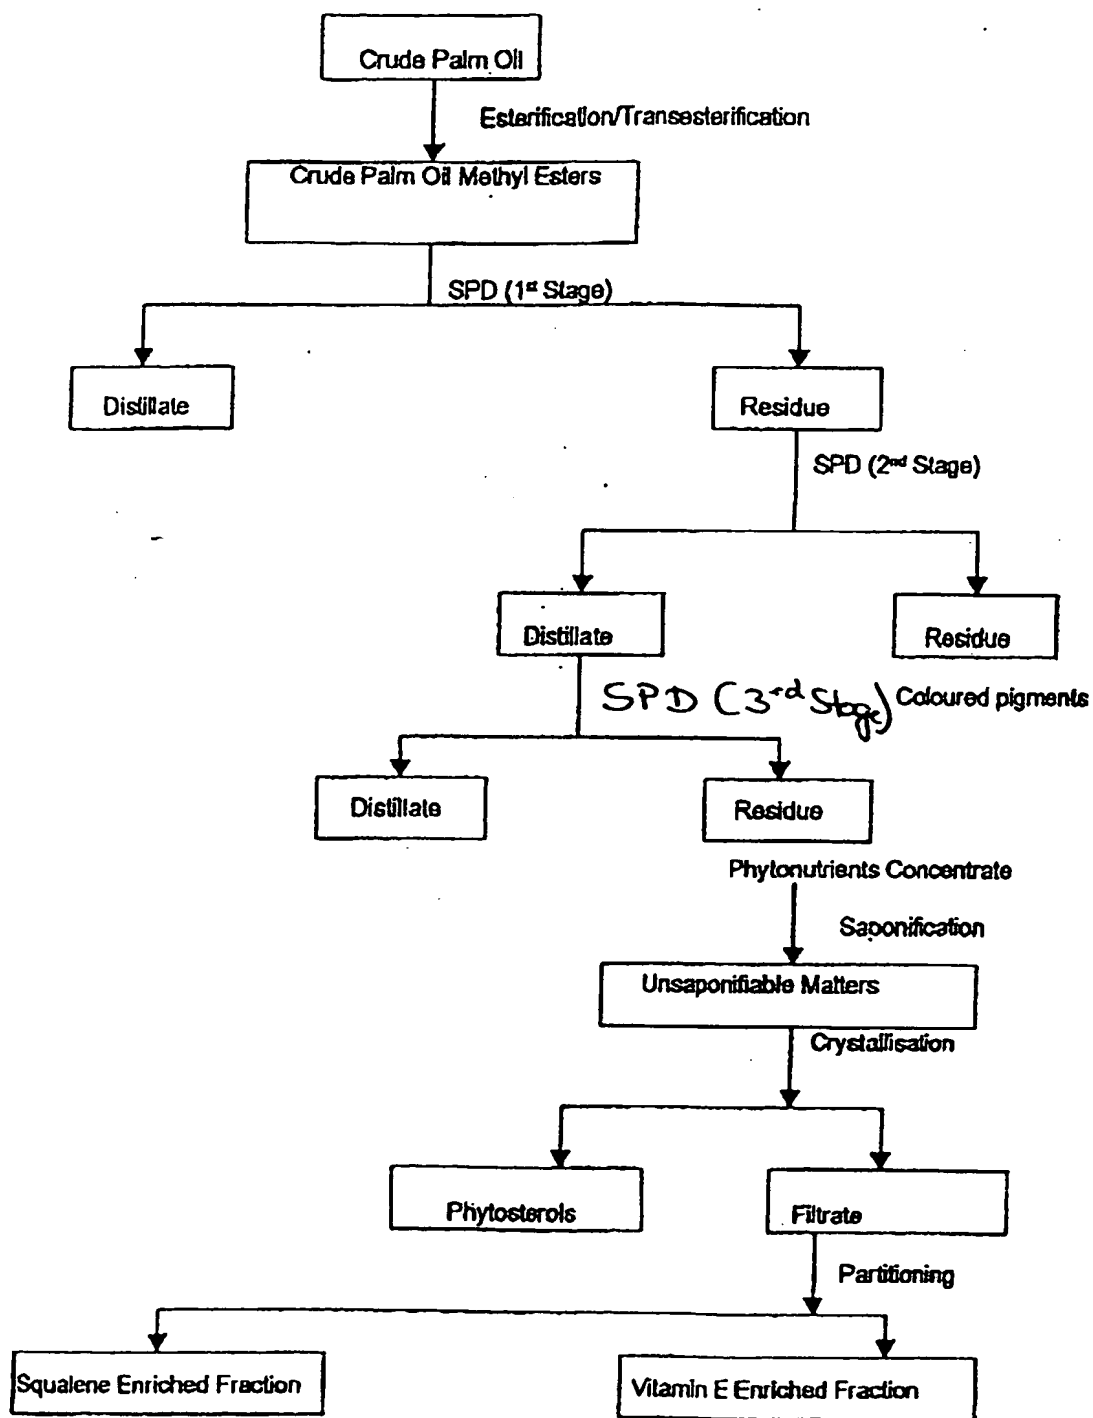 Crude Palm Oil
Esterification/Transesterification
Crude Palm Oil Methyl Esters
SPD (1st Stage)
Distillate
Residue
SPD (2nd Stage)
Distillate
Residue
SPD (3rd Stage)
Coloured pigments
Distillate
Residue
Phytonutrients Concentrate
Saponification
Unsaponifiable Matters
Crystallisation
Phytosterols
Filtrate
Partitioning
Squalene Enriched Fraction
Vitamin E Enriched Fraction